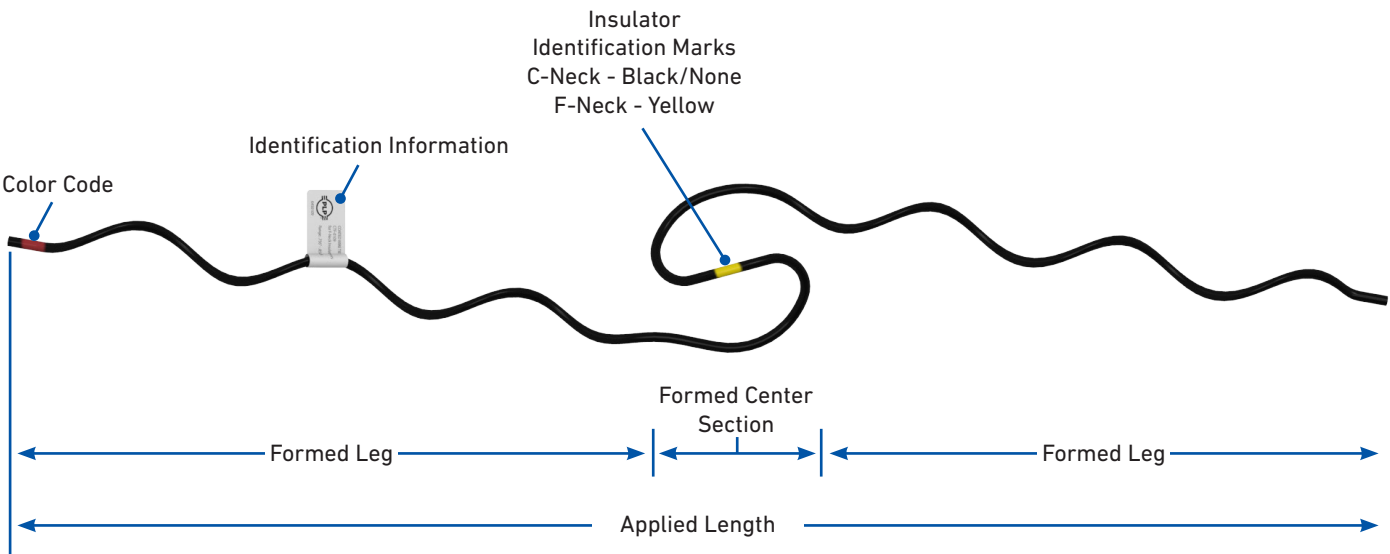 Insulator
Identification Marks
C-Neck - Black/None
F-Neck - Yellow
Identification Information
Color Code
PLP
Formed Center
Section
Formed Leg
Formed Leg
Applied Length